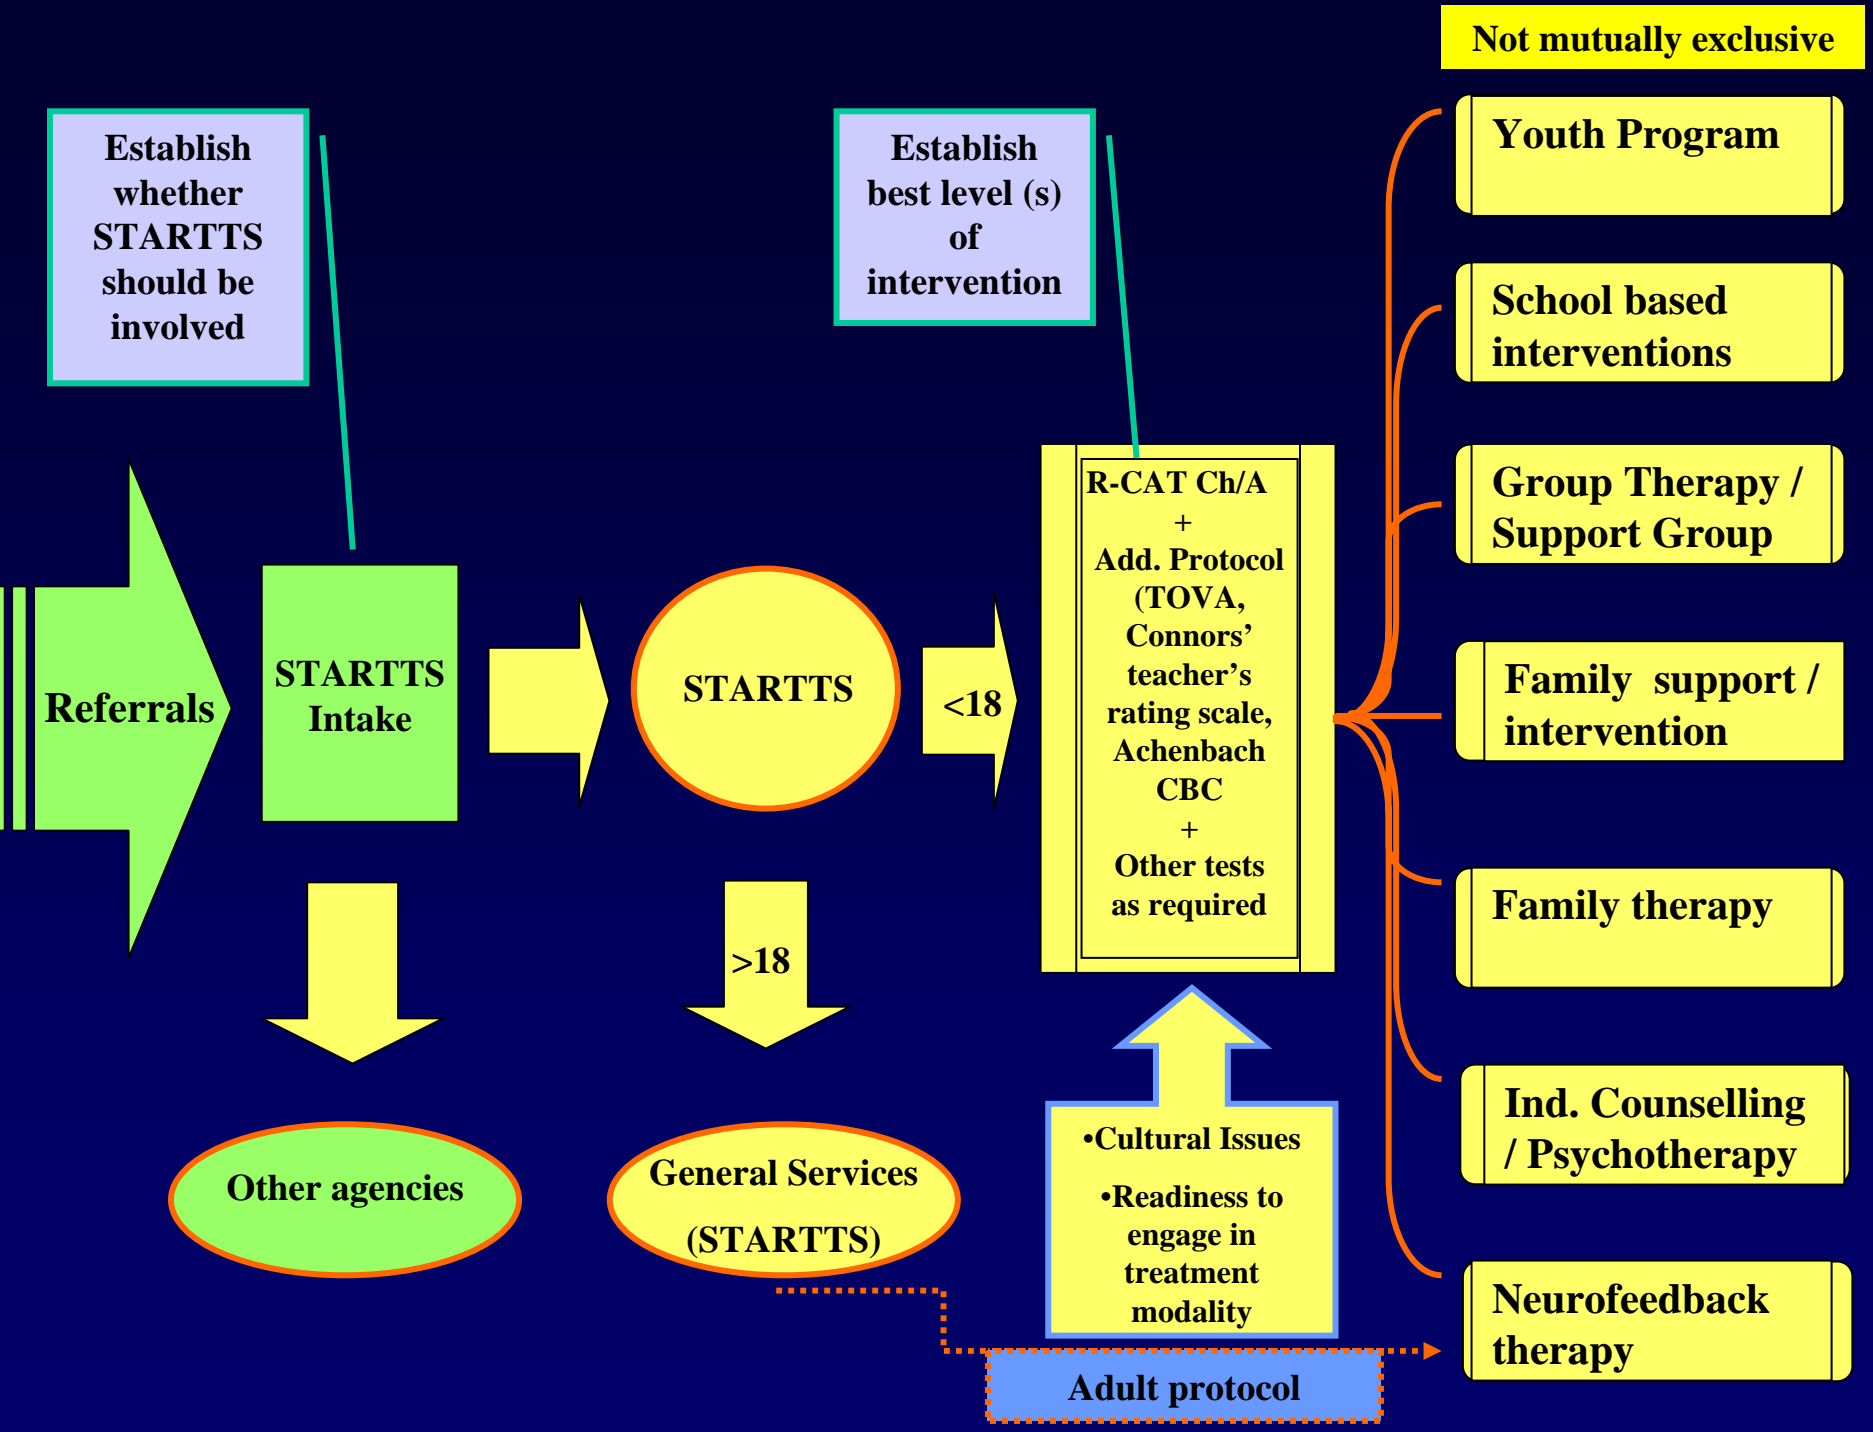 Not mutually exclusive
Establish
whether
STARTTS
should be
involved
Establish
best level (s)
of
intervention
Referrals
STARTTS
Intake
STARTTS
<18
>18
Other agencies
General Services
(STARTTS)
R-CAT Ch/A
+
Add. Protocol
(TOVA,
Connors’
teacher’s
rating scale,
Achenbach
CBC
+
Other tests
as required
•Cultural Issues
•Readiness to
engage in
treatment
modality
Adult protocol
Youth Program
School based
interventions
Group Therapy /
Support Group
Family support /
intervention
Family therapy
Ind. Counselling
/ Psychotherapy
Neurofeedback
therapy